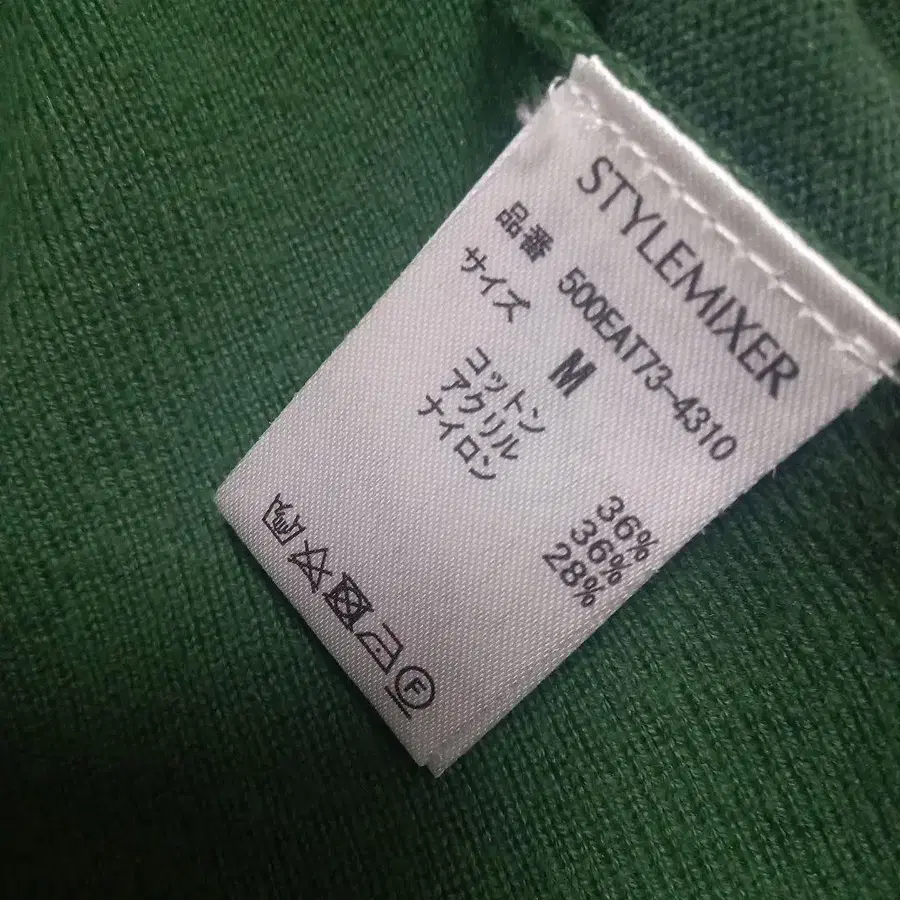 STYLEMIXER
品番 500EAT73-4310
サイズ M
コットン 36%
アクリル 36%
ナイロン 28%
F